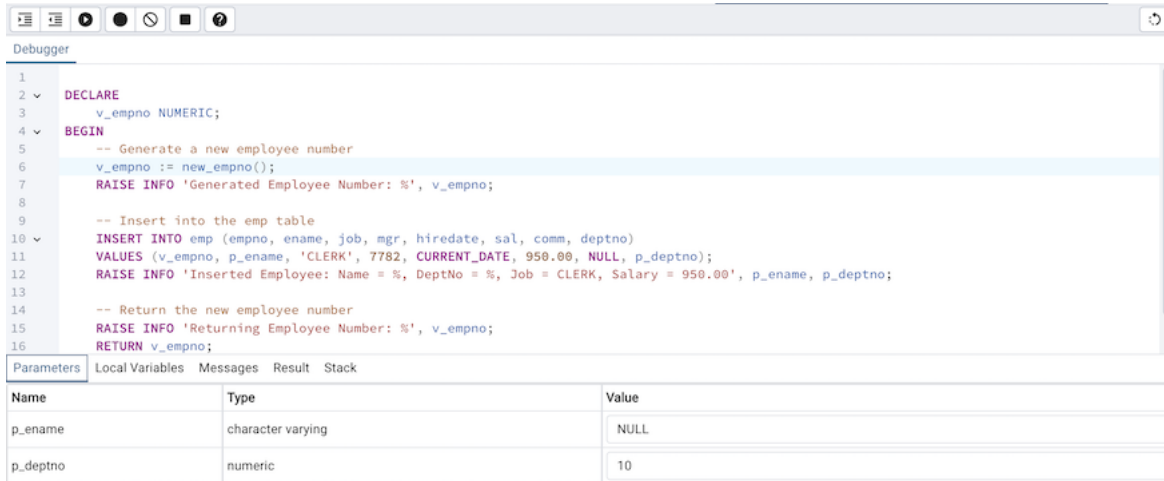 Debugger
1
2 DECLARE
3 v_empno NUMERIC;
4 BEGIN
5 -- Generate a new employee number
6 v_empno := new_empno();
7 RAISE INFO 'Generated Employee Number: %', v_empno;
8
9 -- Insert into the emp table
10 INSERT INTO emp (empno, ename, job, mgr, hiredate, sal, comm, deptno)
11 VALUES (v_empno, p_ename, 'CLERK', 7782, CURRENT_DATE, 950.00, NULL, p_deptno);
12 RAISE INFO 'Inserted Employee: Name = %, DeptNo = %, Job = CLERK, Salary = 950.00', p_ename, p_deptno;
13
14 -- Return the new employee number
15 RAISE INFO 'Returning Employee Number: %', v_empno;
16 RETURN v_empno;
Parameters Local Variables Messages Result Stack
Name Type Value
p_ename character varying NULL
p_deptno numeric 10